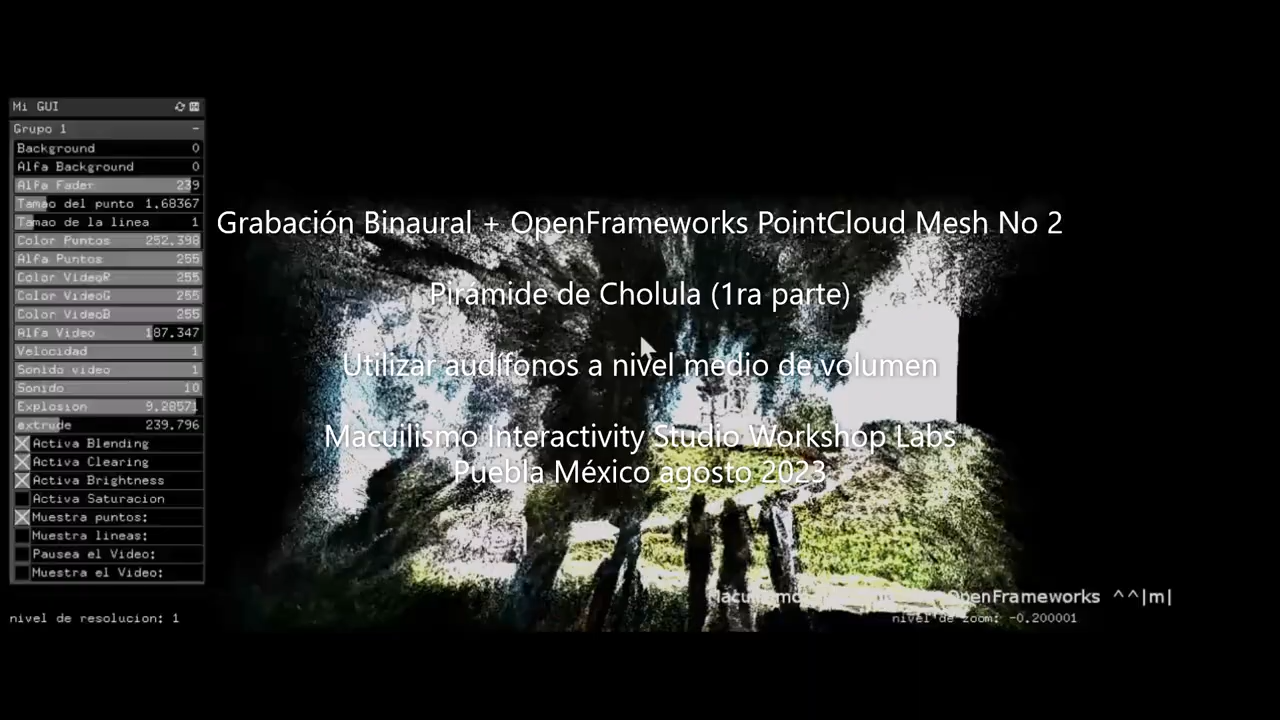 Mi GUI
Grupo 1 -
Background 0
Alfa Background 0
Alfa Fader 239
Tamao del punto 1.68367
Tamao de la linea 1
Color Puntos 252.398
Alfa Puntos 255
Color VideoR 255
Color VideoG 255
Color VideoB 255
Alfa Video 187.347
Velocidad 1
Sonido video 1
Sonido 10
Explosion 9.28571
extrude 239.796
Activa Blending
Activa Clearing
Activa Brightness
Activa Saturacion
Muestra puntos:
Muestra lineas:
Pausea el Video:
Muestra el Video:
nivel de resolucion: 1
Grabación Binaural + OpenFrameworks PointCloud Mesh No 2
Pirámide de Cholula (1ra parte)
Utilizar audífonos a nivel medio de volumen
Macuilismo Interactivity Studio Workshop Labs
Puebla México agosto 2023
OpenFrameworks ^^|m|
nivel de zoom: -0.200001